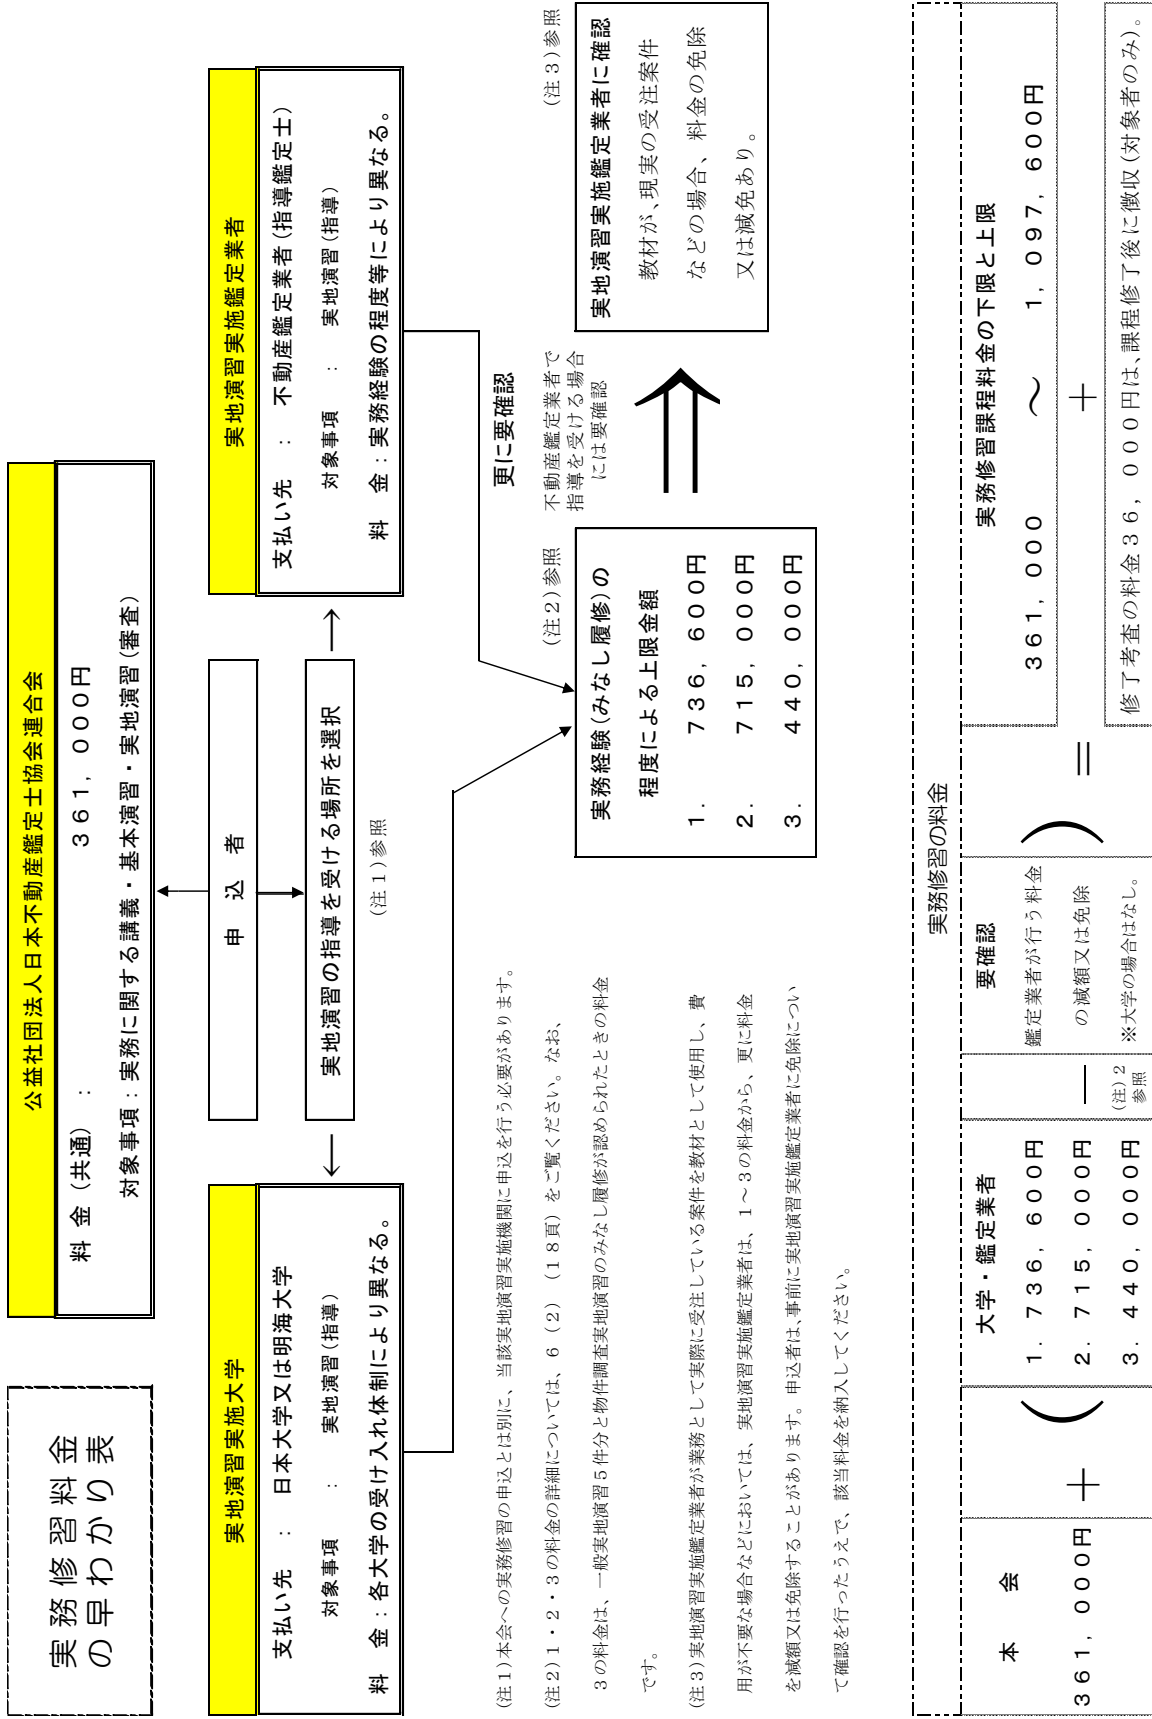 実務修習料金
の早わかり表
公益社団法人日本不動産鑑定士協会連合会
料　金　(共通)　：　361，000円
対象事項：実務に関する講義・基本演習・実地演習(審査)
申　込　者
実地演習の指導を受ける場所を選択
(注１)参照
実地演習実施大学
支払い先　：　日本大学又は明海大学
対象事項　：　実地演習(指導)
料　金：各大学の受け入れ体制により異なる。
実地演習実施鑑定業者
支払い先　：　不動産鑑定業者(指導鑑定士)
対象事項　：　実地演習(指導)
料　金：実務経験の程度等により異なる。
(注２)参照
実務経験(みなし履修)の
程度による上限金額
１．　７３６，６００円
２．　７１５，０００円
３．　４４０，０００円
更に要確認
不動産鑑定業者で
指導を受ける場合
には要確認
(注３)参照
実地演習実施鑑定業者に確認
教材が、現実の受注案件
などの場合、料金の免除
又は減免あり。
(注１)本会への実務修習の申込とは別に、当該実地演習実施機関に申込を行う必要があります。
(注２)１・２・３の料金の詳細については、６（２）（１８頁）をご覧ください。なお、
３の料金は、一般実地演習５件分と物件調査実地演習のみなし履修が認められたときの料金
です。
(注３)実地演習実施鑑定業者が業務として実際に受注している案件を教材として使用し、費
用が不要な場合などにおいては、実地演習実施鑑定業者は、１～３の料金から、更に料金
を減額又は免除することがあります。申込者は、事前に実地演習実施鑑定業者に免除につい
て確認を行ったうえで、該当料金を納入してください。
実務修習の料金
本　会
３６１，０００円
＋
（
大学・鑑定業者
１．７３６，６００円
２．７１５，０００円
３．４４０，０００円
―
(注)２
参照
要確認
鑑定業者が行う料金
の減額又は免除
※大学の場合はなし。
）
＝
実務修習課程料金の下限と上限
３６１，０００　～　１，０９７，６００円
＋
修了考査の料金３６，０００円は、課程修了後に徴収(対象者のみ)。